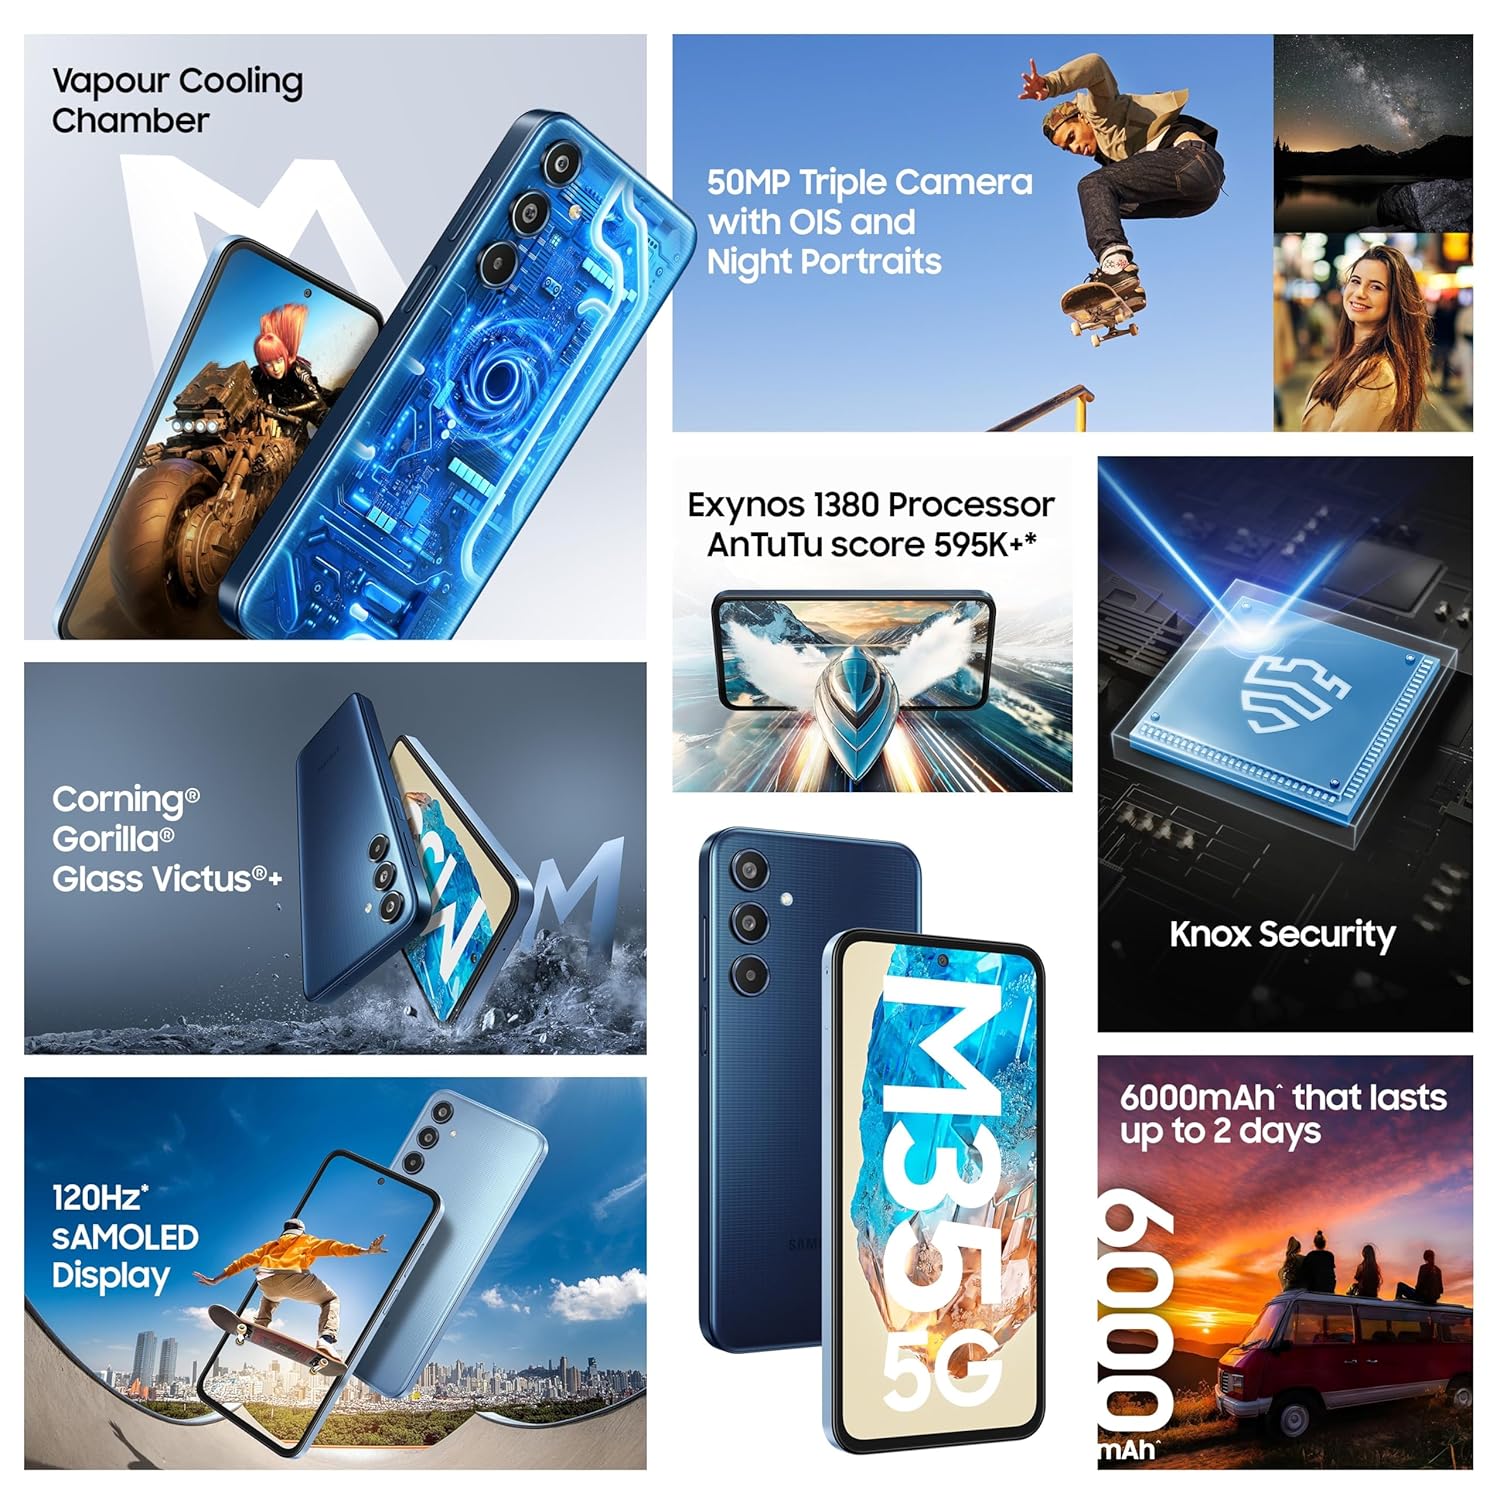 Vapour Cooling
Chamber
50MP Triple Camera
with OIS and
Night Portraits
Exynos 1380 Processor
AnTuTu score 595K+*
Knox Security
Corning®
Gorilla®
Glass Victus®+
M
120Hz*
sAMOLED
Display
M35
5G
6000mAh^ that lasts
up to 2 days
6000
mAh^